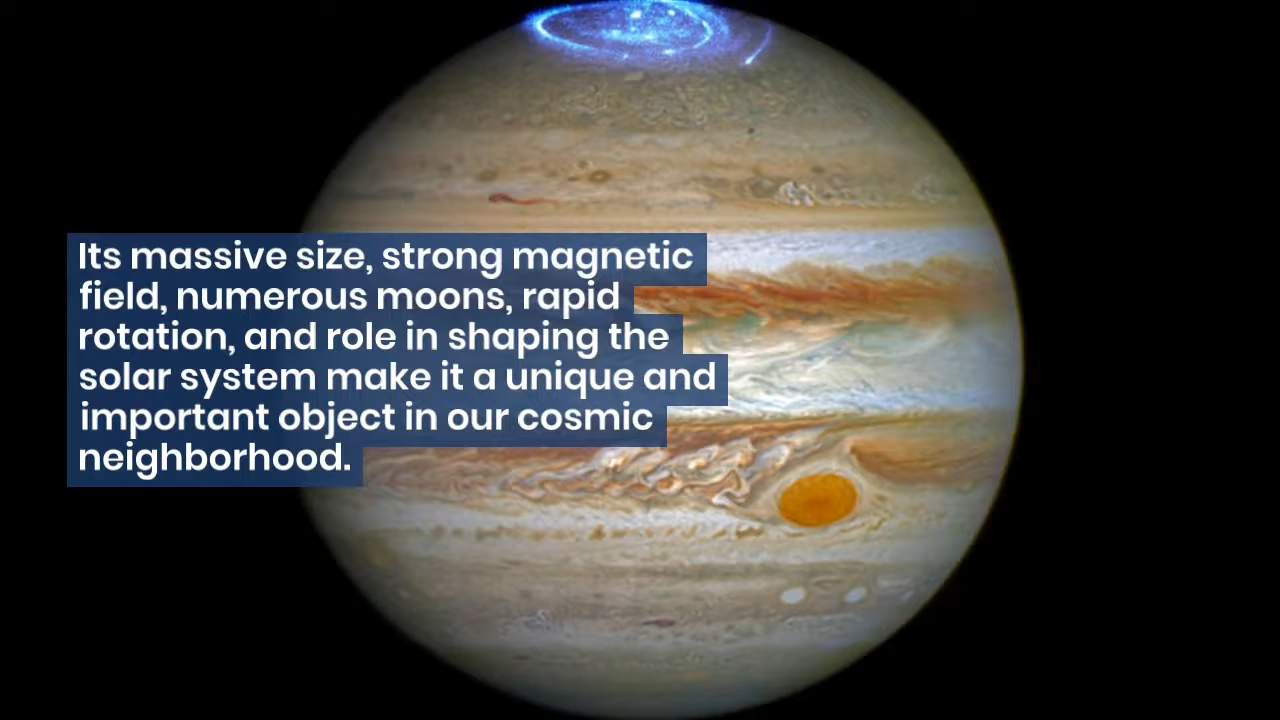 Its massive size, strong magnetic
field, numerous moons, rapid
rotation, and role in shaping the
solar system make it a unique and
important object in our cosmic
neighborhood.